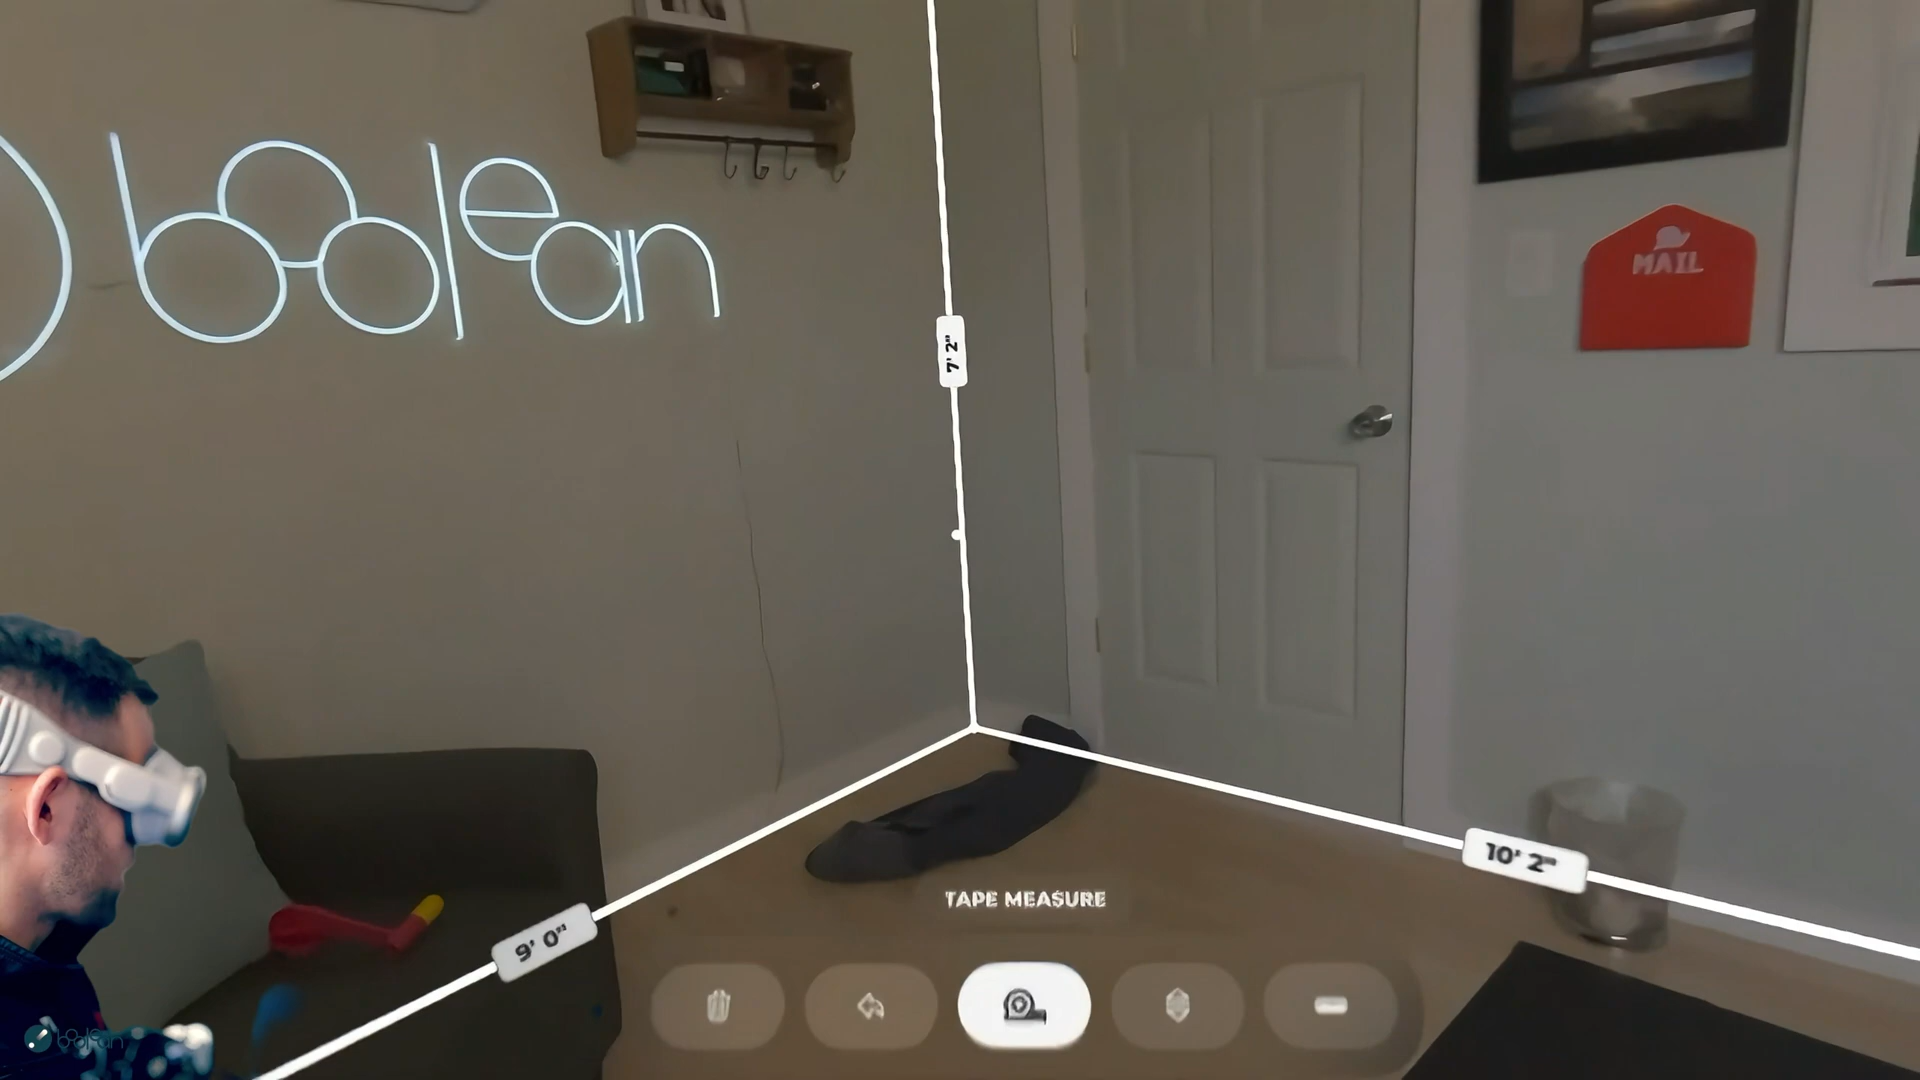 boolean
7' 2"
MAIL
10' 2"
9' 0"
TAPE MEASURE
boolean